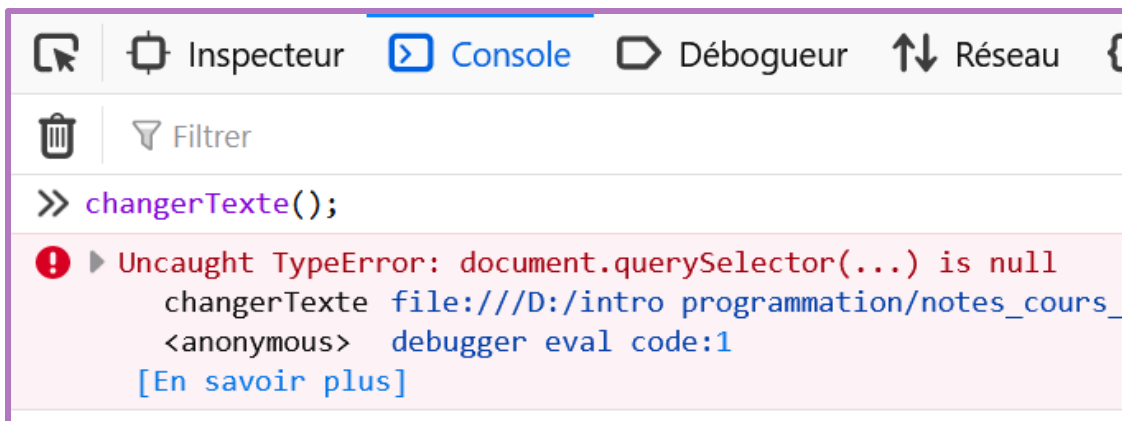 Inspecteur Console Débogueur Réseau {
Filtrer
>> changerTexte();
Uncaught TypeError: document.querySelector(...) is null
changerTexte file:///D:/intro programmation/notes_cours_
<anonymous> debugger eval code:1
[En savoir plus]